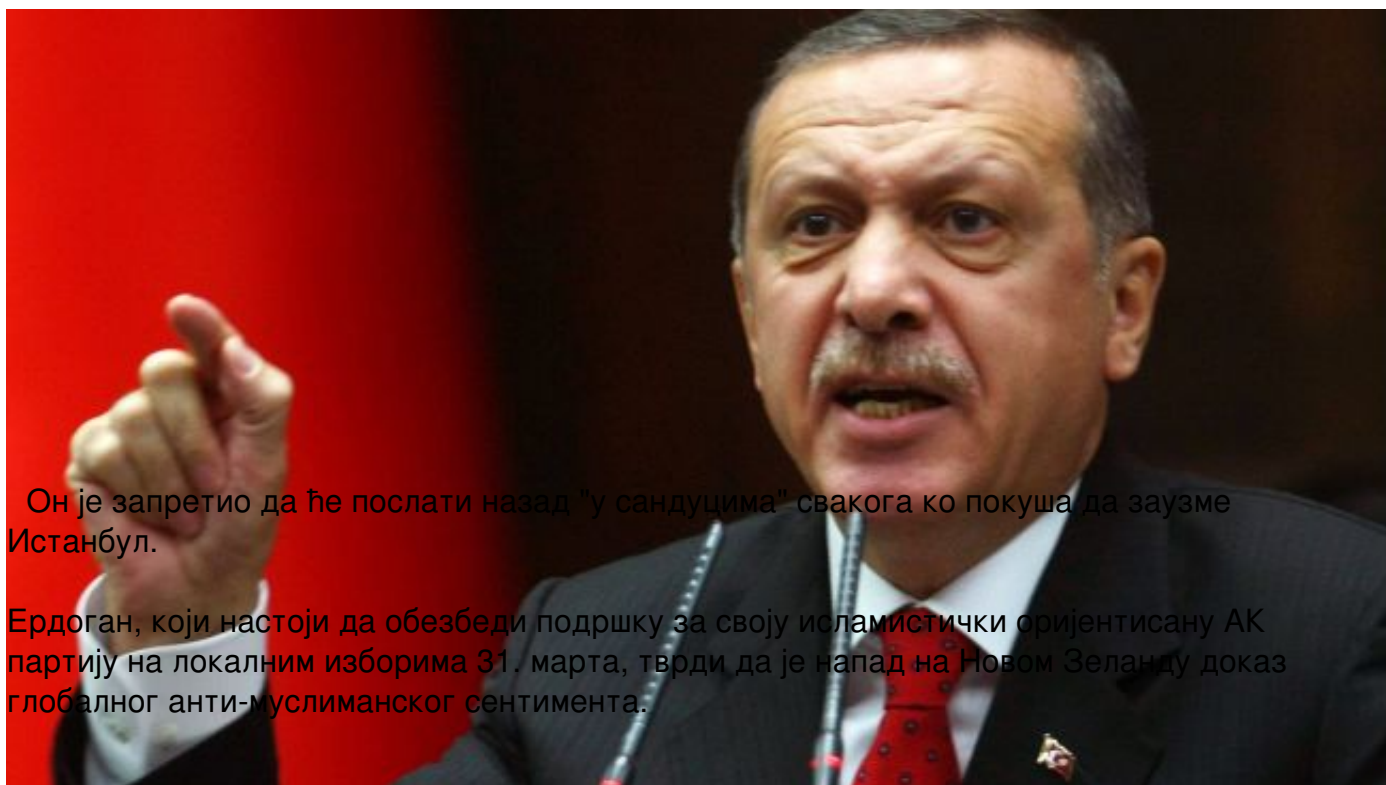 Он је запретио да ће послати назад "у сандуцима" свакога ко покуша да заузме
Истанбул.
Ердоган, који настоји да обезбеди подршку за своју исламистички оријентисану АК
партију на локалним изборима 31. марта, тврди да је напад на Новом Зеланду доказ
глобалног анти-муслиманског сентимента.